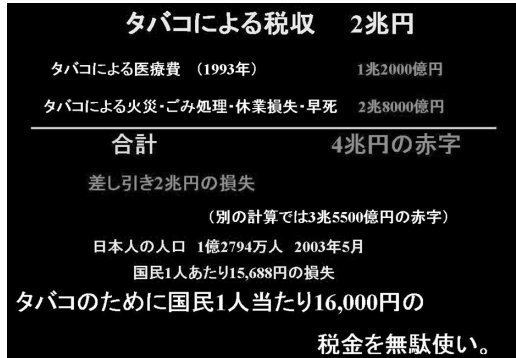 タバコによる税収 2兆円
タバコによる医療費 (1993年) 1兆2000億円
タバコによる火災・ごみ処理・休業損失・早死 2兆8000億円
合計 4兆円の赤字
差し引き2兆円の損失
(別の計算では3兆5500億円の赤字)
日本人の人口 1億2794万人 2003年5月
国民1人あたり15,688円の損失
タバコのために国民1人当たり16,000円の
税金を無駄使い。